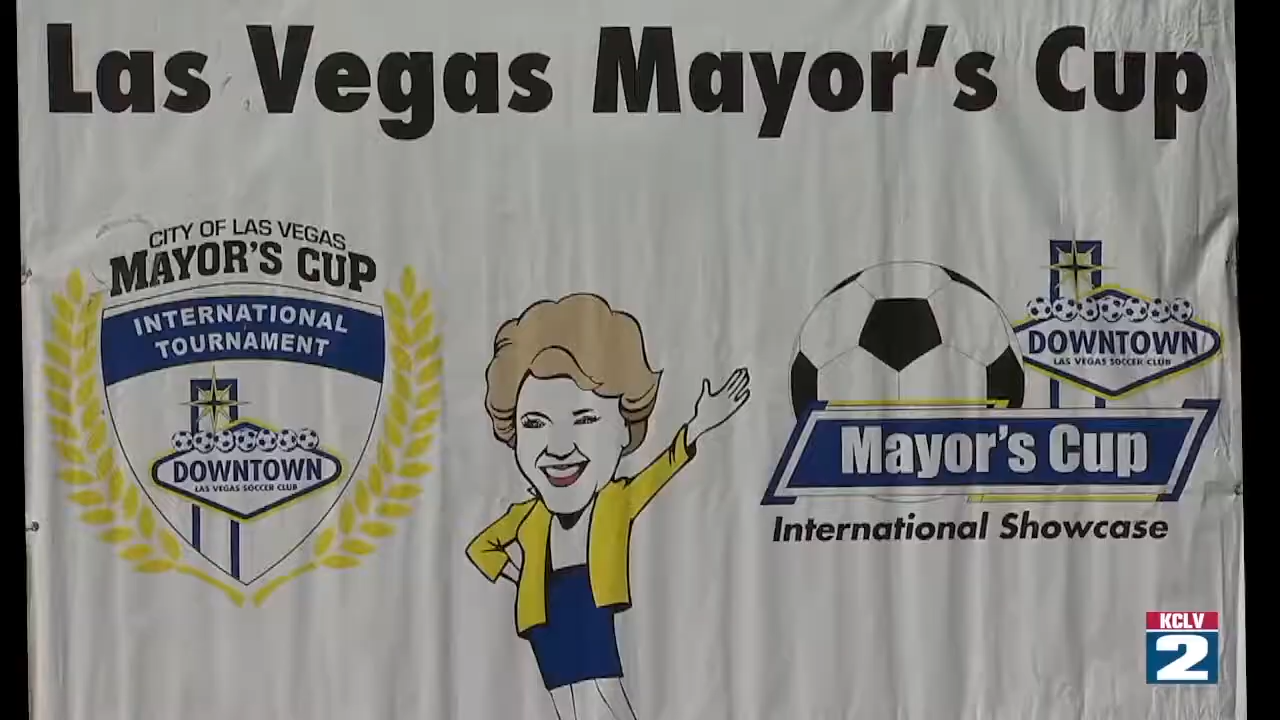 Las Vegas Mayor's Cup
CITY OF LAS VEGAS
MAYOR'S CUP
INTERNATIONAL
TOURNAMENT
DOWNTOWN
LAS VEGAS SOCCER CLUB
DOWNTOWN
LAS VEGAS SOCCER CLUB
Mayor's Cup
International Showcase
KCLV
2